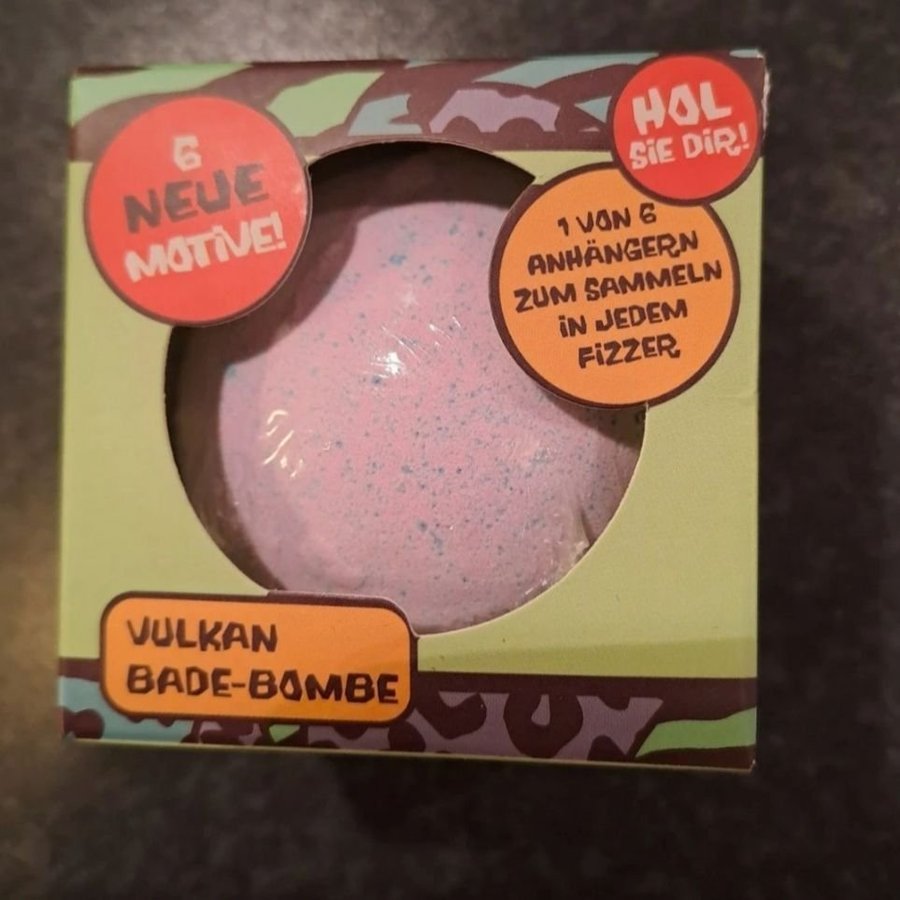 6
NEUE
MOTiVE!
HOL
SiE DiR!
1 VON 6
ANHÄNGERN
ZUM SAMMELN
iN JEDEM
FiZZER
VULKAN
BADE-BOMBE